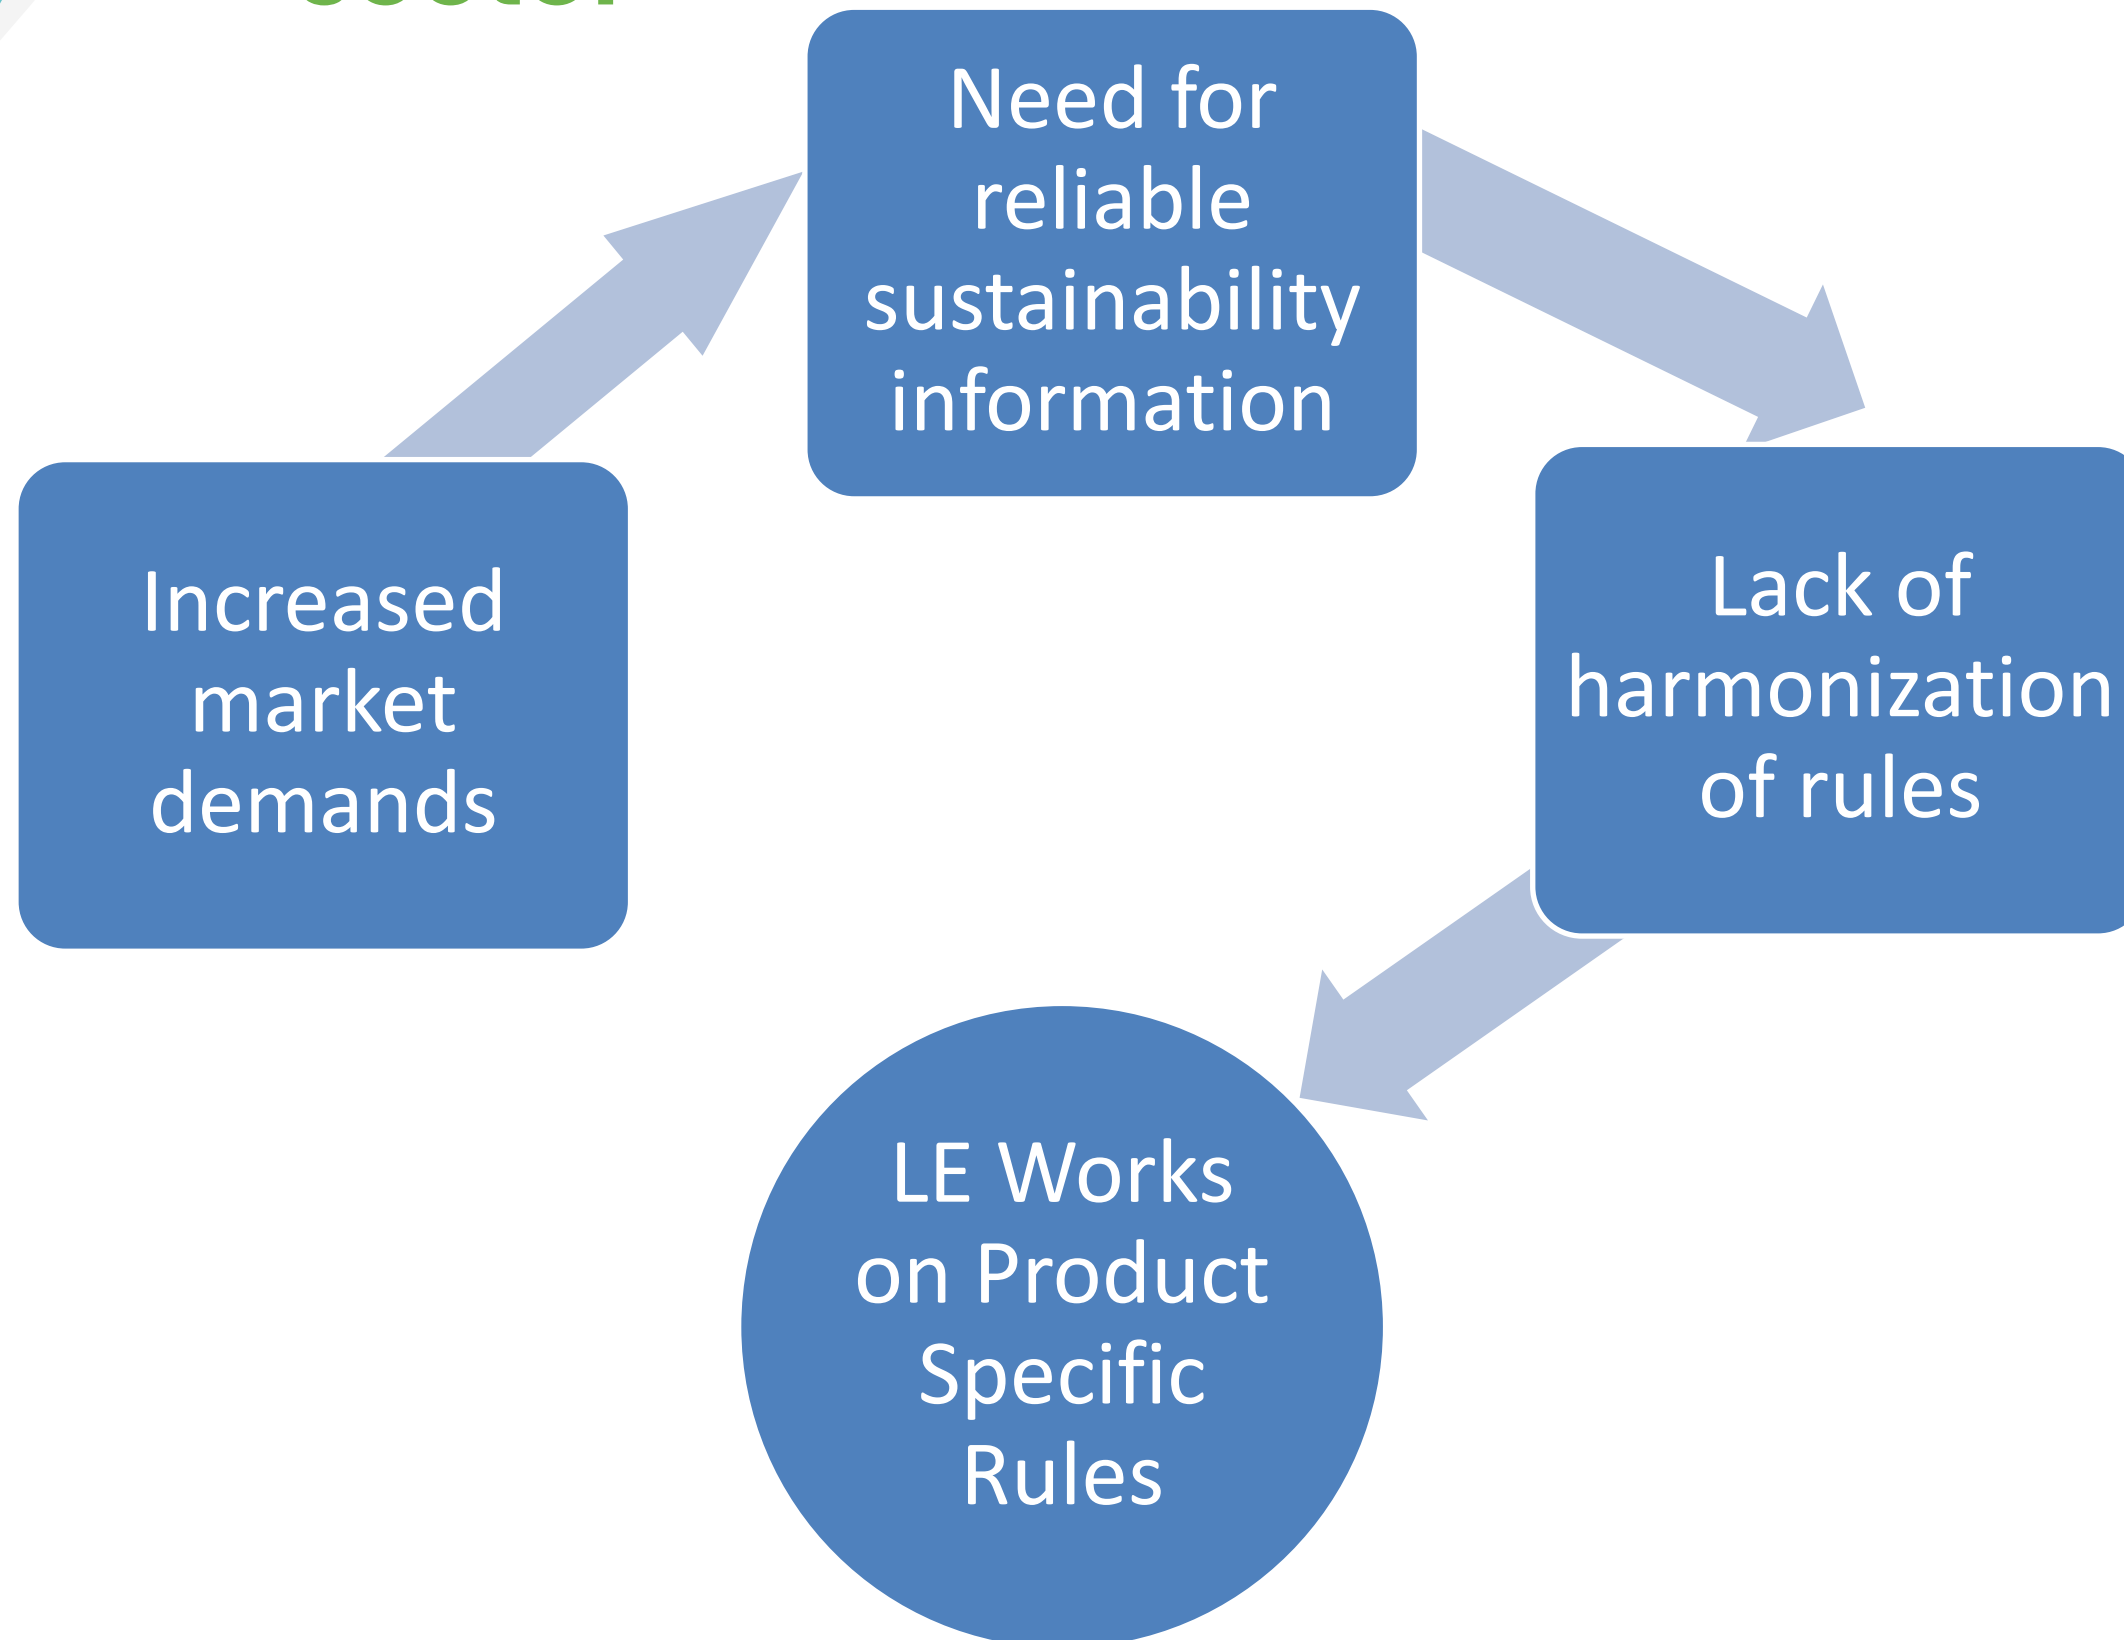 Need for
reliable
sustainability
information
Increased
market
demands
Lack of
harmonization
of rules
LE Works
on Product
Specific
Rules